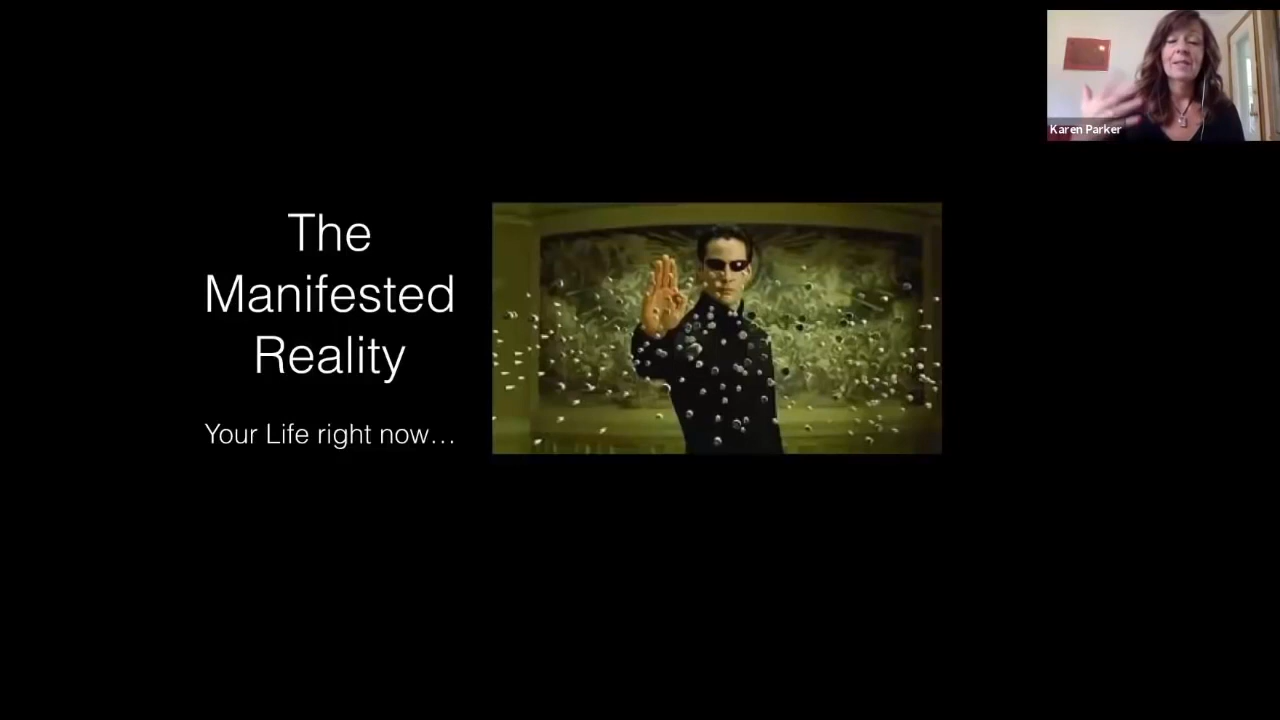 The
Manifested
Reality
Your Life right now…
Karen Parker